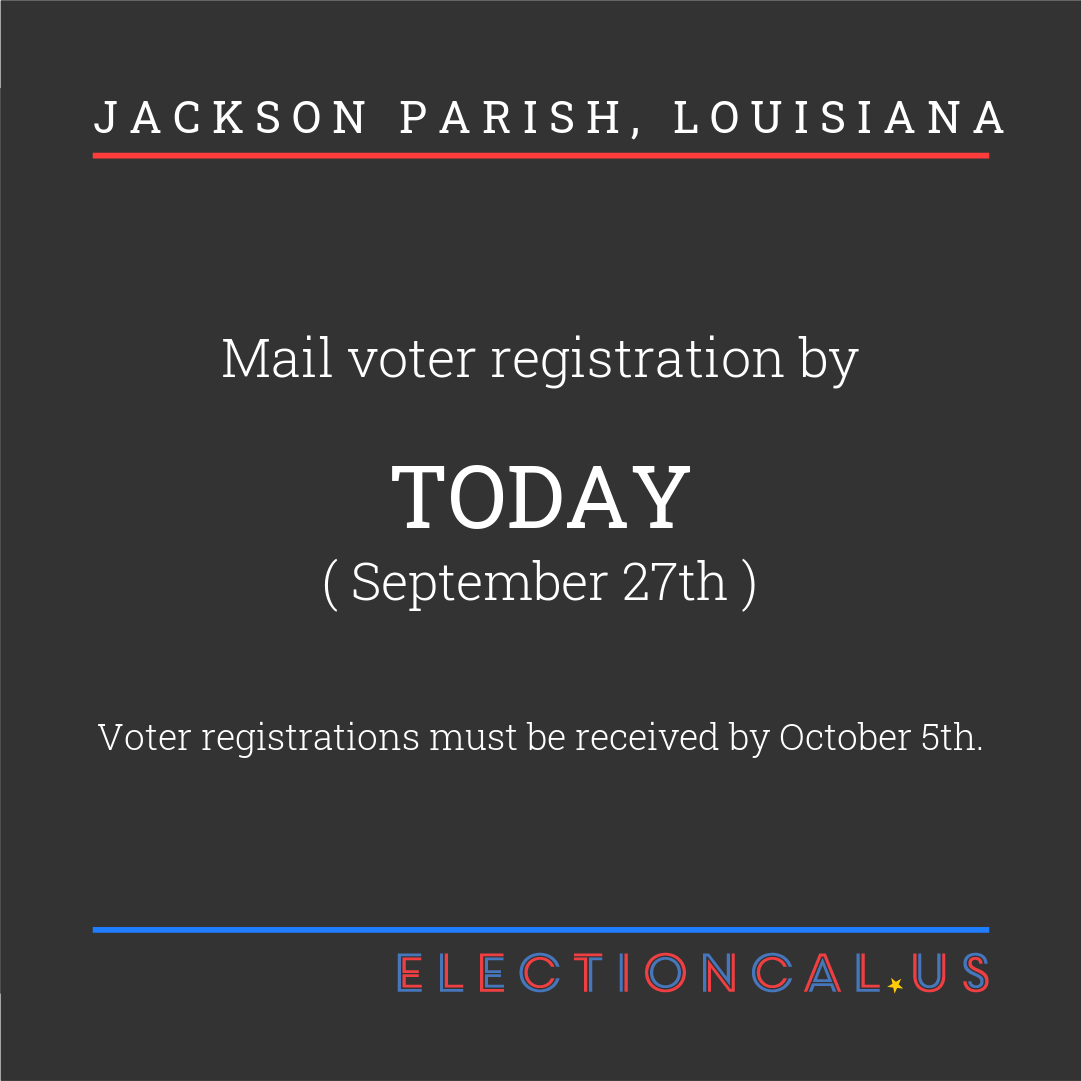 JACKSON PARISH, LOUISIANA
Mail voter registration by
TODAY
( September 27th )
Voter registrations must be received by October 5th.
ELECTIONCAL.US